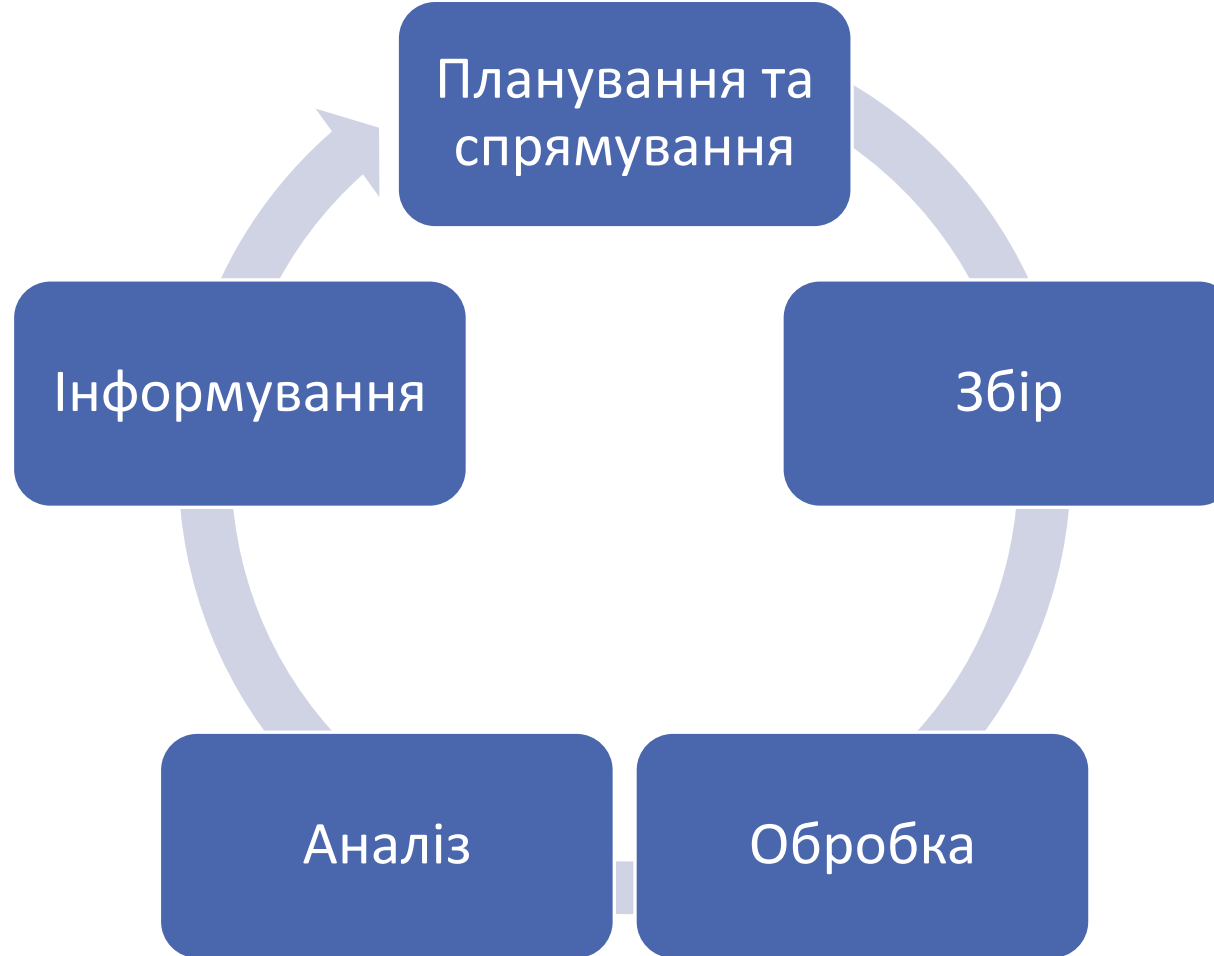 Планування та
спрямування
Збір
Обробка
Аналіз
Інформування